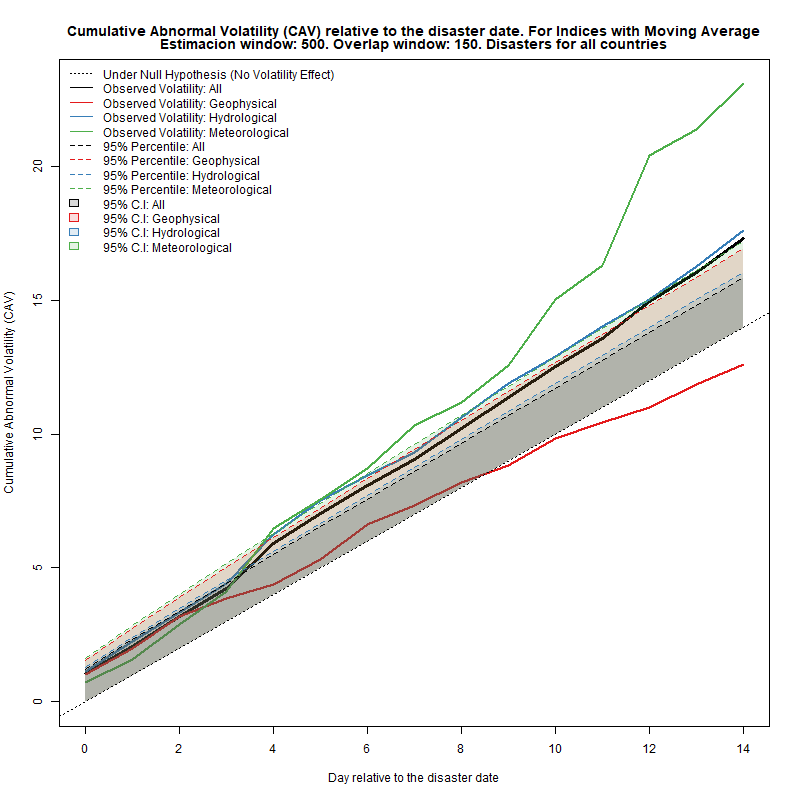 Cumulative Abnormal Volatility (CAV) relative to the disaster date. For Indices with Moving Average
Estimacion window: 500. Overlap window: 150. Disasters for all countries
Under Null Hypothesis (No Volatility Effect)
Observed Volatility: All
Observed Volatility: Geophysical
Observed Volatility: Hydrological
Observed Volatility: Meteorological
95% Percentile: All
95% Percentile: Geophysical
95% Percentile: Hydrological
95% Percentile: Meteorological
95% C.I: All
95% C.I: Geophysical
95% C.I: Hydrological
95% C.I: Meteorological
Cumulative Abnormal Volatility (CAV)
20
15
10
5
0
0 2 4 6 8 10 12 14
Day relative to the disaster date